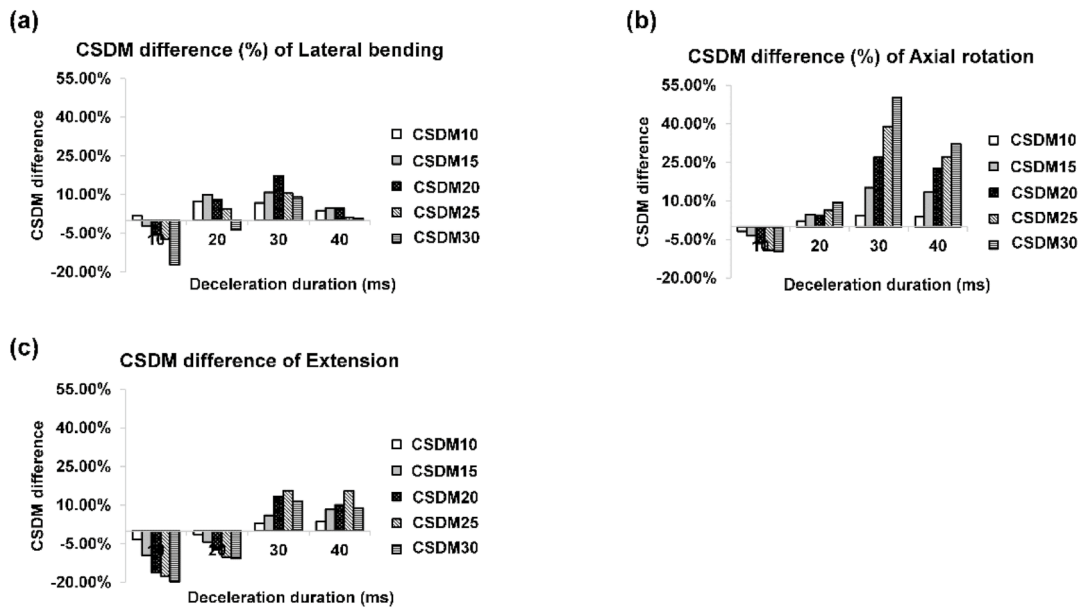 (a)
CSDM difference (%) of Lateral bending
55.00%
40.00%
25.00%
10.00%
-5.00%
-20.00%
CSDM difference
10
20
30
40
Deceleration duration (ms)
CSDM10
CSDM15
CSDM20
CSDM25
CSDM30
(b)
CSDM difference (%) of Axial rotation
55.00%
40.00%
25.00%
10.00%
-5.00%
-20.00%
CSDM difference
10
20
30
40
Deceleration duration (ms)
CSDM10
CSDM15
CSDM20
CSDM25
CSDM30
(c)
CSDM difference of Extension
55.00%
40.00%
25.00%
10.00%
-5.00%
-20.00%
CSDM difference
10
20
30
40
Deceleration duration (ms)
CSDM10
CSDM15
CSDM20
CSDM25
CSDM30